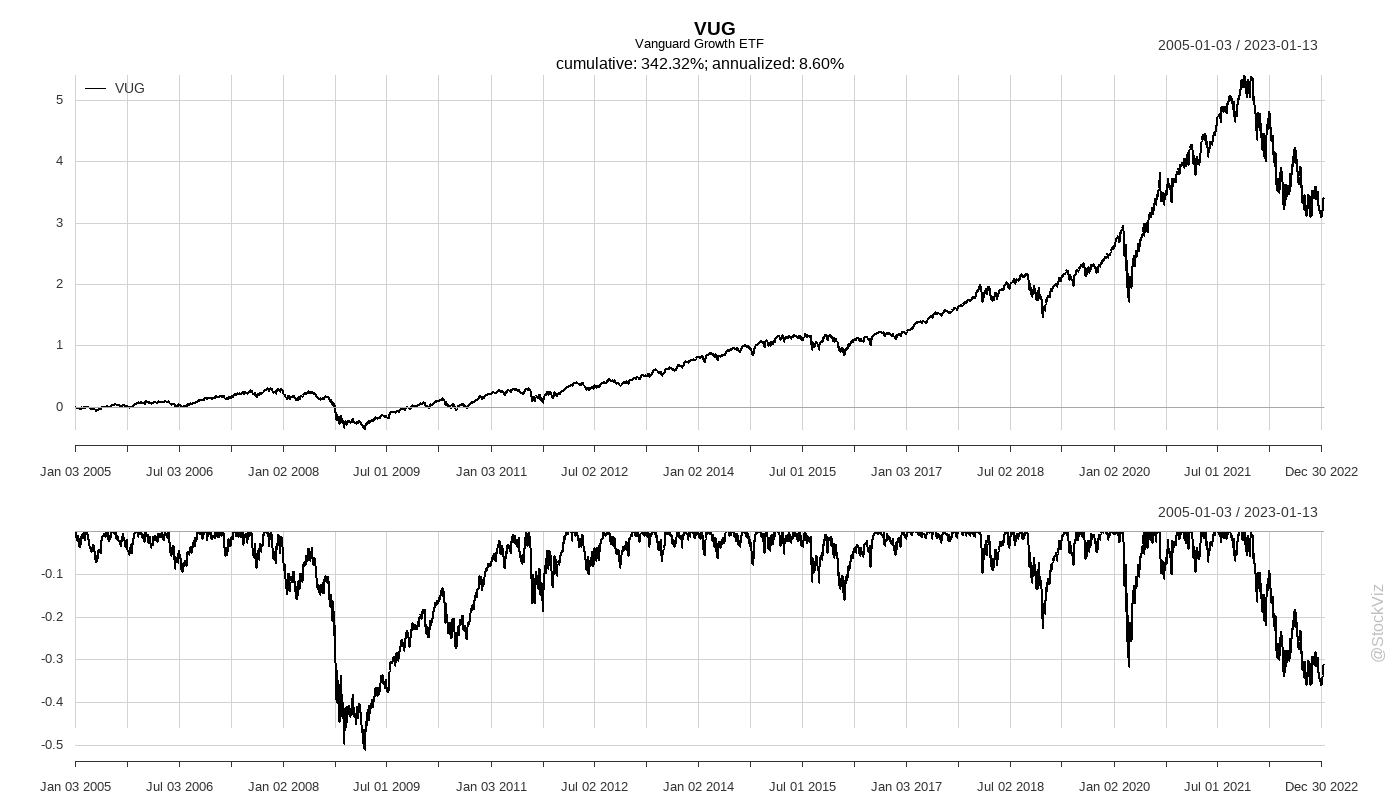 VUG
Vanguard Growth ETF
2005-01-03 / 2023-01-13
cumulative: 342.32%; annualized: 8.60%
VUG
5
4
3
2
1
0
Jan 03 2005 Jul 03 2006 Jan 02 2008 Jul 01 2009 Jan 03 2011 Jul 02 2012 Jan 02 2014 Jul 01 2015 Jan 03 2017 Jul 02 2018 Jan 02 2020 Jul 01 2021 Dec 30 2022
2005-01-03 / 2023-01-13
-0.1
-0.2
-0.3
-0.4
-0.5
Jan 03 2005 Jul 03 2006 Jan 02 2008 Jul 01 2009 Jan 03 2011 Jul 02 2012 Jan 02 2014 Jul 01 2015 Jan 03 2017 Jul 02 2018 Jan 02 2020 Jul 01 2021 Dec 30 2022
@StockViz